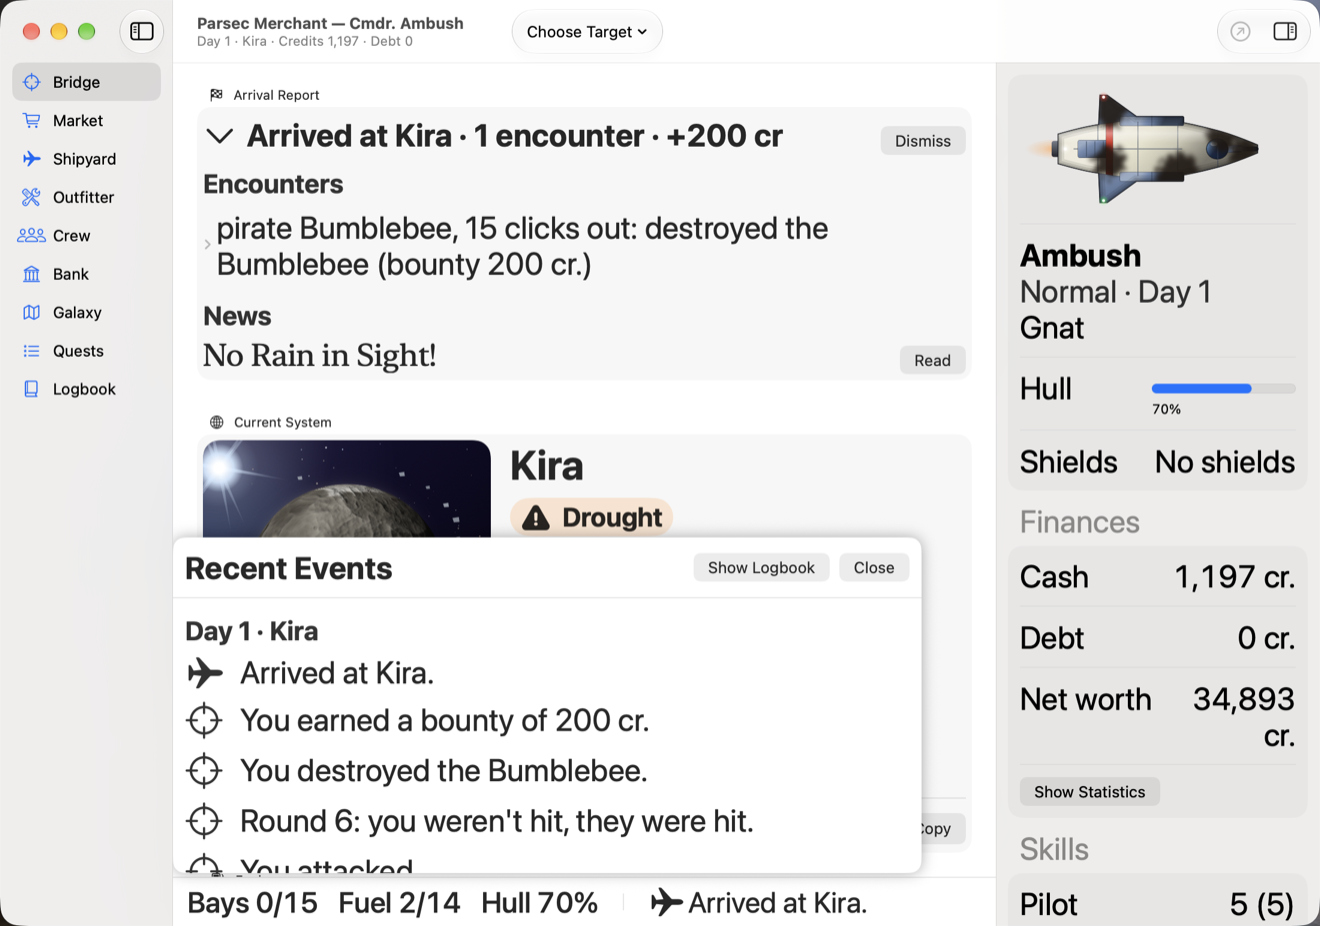 Parsec Merchant — Cmdr. Ambush
Day 1 · Kira · Credits 1,197 · Debt 0
Choose Target
Bridge
Market
Shipyard
Outfitter
Crew
Bank
Galaxy
Quests
Logbook
Arrival Report
Arrived at Kira · 1 encounter · +200 cr
Dismiss
Encounters
pirate Bumblebee, 15 clicks out: destroyed the
Bumblebee (bounty 200 cr.)
News
No Rain in Sight!
Read
Current System
Kira
Drought
Recent Events
Show Logbook
Close
Day 1 · Kira
Arrived at Kira.
You earned a bounty of 200 cr.
You destroyed the Bumblebee.
Round 6: you weren't hit, they were hit.
You attacked
opy
Bays 0/15 Fuel 2/14 Hull 70%
Arrived at Kira.
Ambush
Normal · Day 1
Gnat
Hull
70%
Shields No shields
Finances
Cash 1,197 cr.
Debt 0 cr.
Net worth 34,893
cr.
Show Statistics
Skills
Pilot 5 (5)